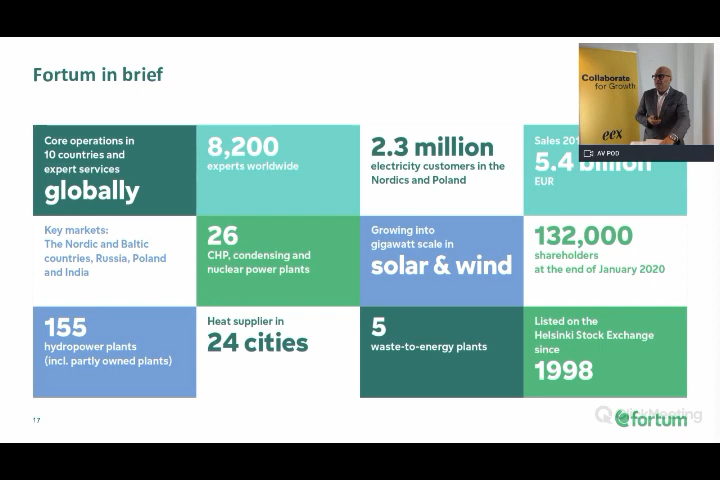 Fortum in brief
Collaborate
for Growth
eex
AV POD
Core operations in
10 countries and
expert services
globally
8,200
experts worldwide
2.3 million
electricity customers in the
Nordics and Poland
Sales
5.4 billion
EUR
Key markets:
The Nordic and Baltic
countries, Russia, Poland
and India
26
CHP, condensing and
nuclear power plants
Growing into
gigawatt scale in
solar & wind
132,000
shareholders
at the end of January 2020
155
hydropower plants
(incl. partly owned plants)
Heat supplier in
24 cities
5
waste-to-energy plants
Listed on the
Helsinki Stock Exchange
since
1998
17
ClickMeeting
fortum